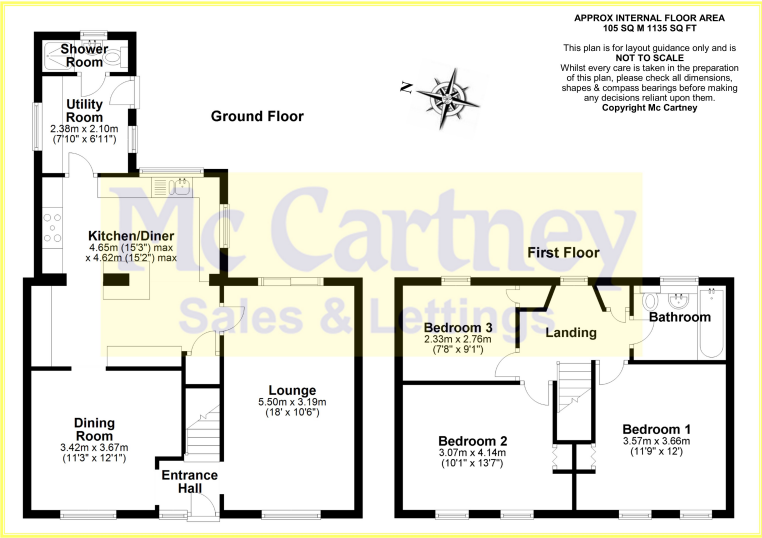 APPROX INTERNAL FLOOR AREA
105 SQ M 1135 SQ FT
This plan is for layout guidance only and is
NOT TO SCALE
Whilst every care is taken in the preparation
of this plan, please check all dimensions,
shapes & compass bearings before making
any decisions reliant upon them.
Copyright Mc Cartney
N
Ground Floor
Shower
Room
Utility
Room
2.38m x 2.10m
(7'10" x 6'11")
Kitchen/Diner
4.65m (15'3") max
x 4.62m (15'2") max
Lounge
5.50m x 3.19m
(18' x 10'6")
Dining
Room
3.42m x 3.67m
(11'3" x 12'1")
Entrance
Hall
First Floor
Bedroom 3
2.33m x 2.76m
(7'8" x 9'1")
Landing
Bathroom
Bedroom 2
3.07m x 4.14m
(10'1" x 13'7")
Bedroom 1
3.57m x 3.66m
(11'9" x 12')
Mc Cartney
Sales & Lettings